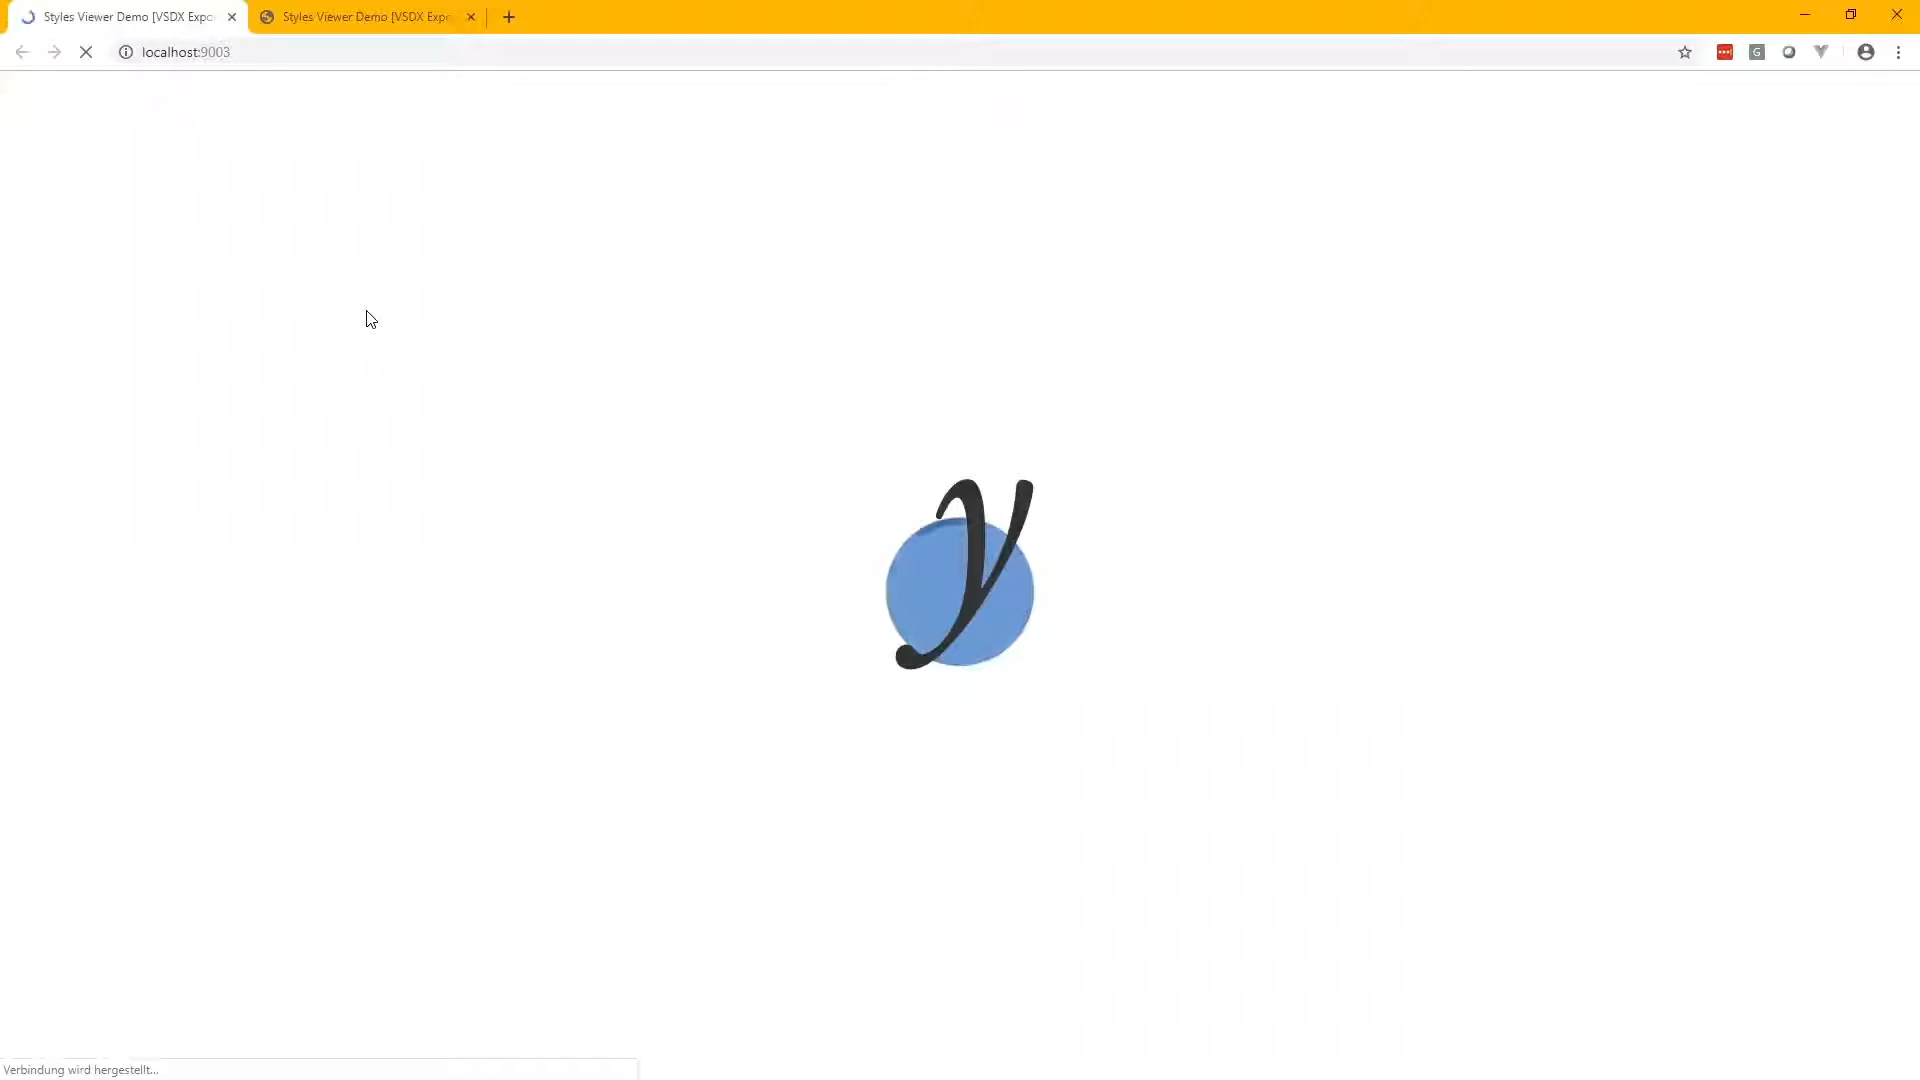 Styles Viewer Demo [VSDX Expo
Styles Viewer Demo [VSDX Expo
localhost:9003
G
y
Verbindung wird hergestellt...